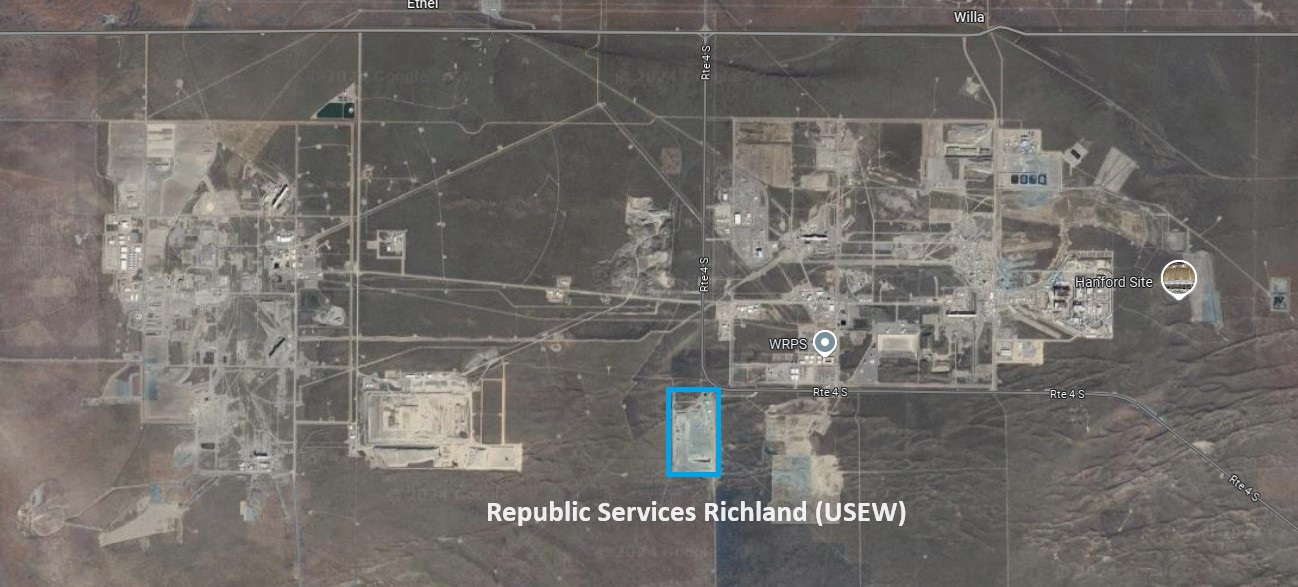 Ethel
Willa
Rte 4 S
Rte 4 S
Hanford Site
WRPS
Rte 4 S
Rte 4 S
Rte 4 S
Republic Services Richland (USEW)